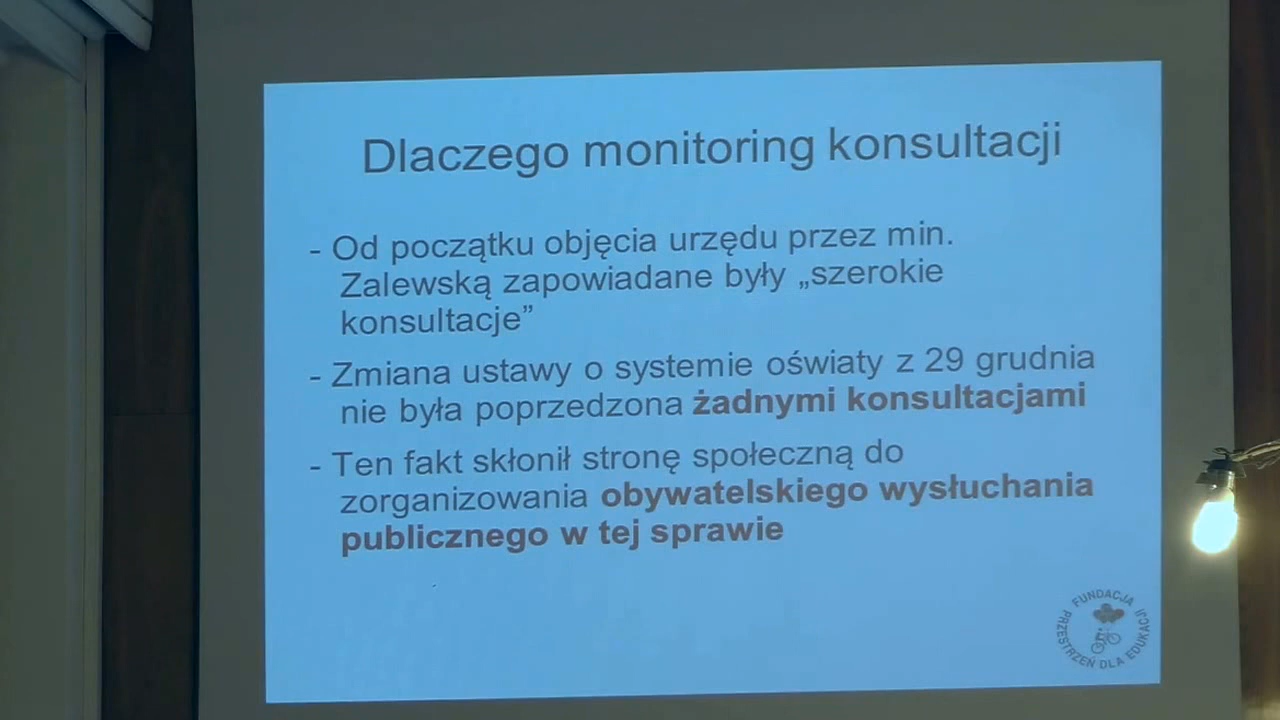 Dlaczego monitoring konsultacji
- Od początku objęcia urzędu przez min.
Zalewską zapowiadane były „szerokie
konsultacje”
- Zmiana ustawy o systemie oświaty z 29 grudnia
nie była poprzedzona żadnymi konsultacjami
- Ten fakt skłonił stronę społeczną do
zorganizowania obywatelskiego wysłuchania
publicznego w tej sprawie
FUNDACJA
PRZESTRZEŃ DLA EDUKACJI